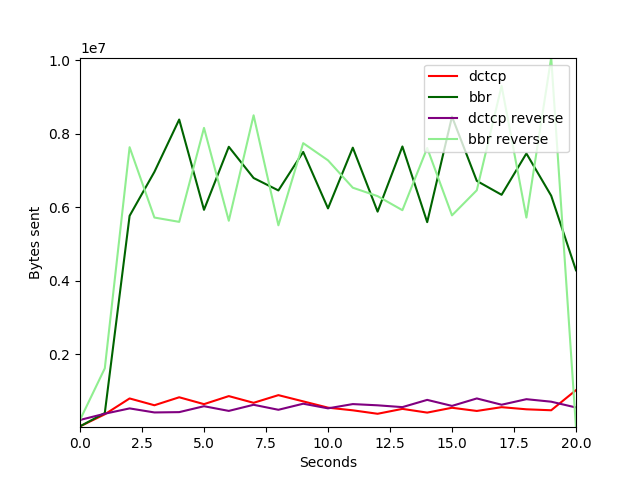 1e7
1.0
0.8
0.6
0.4
0.2
Bytes sent
dctcp
bbr
dctcp reverse
bbr reverse
0.0 2.5 5.0 7.5 10.0 12.5 15.0 17.5 20.0
Seconds